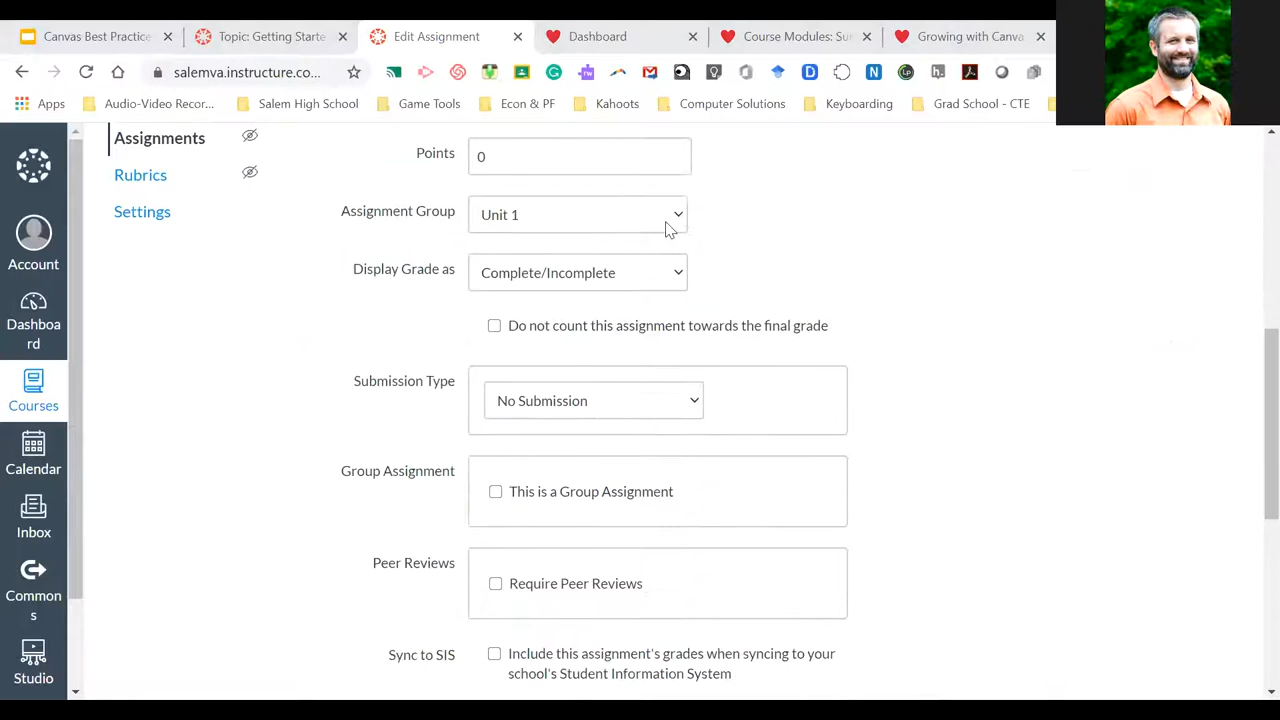 Canvas Best Practice
Topic: Getting Starte
Edit Assignment
Dashboard
Course Modules: Sur
Growing with Canva
salemva.instructure.co...
Apps
Audio-Video Recor...
Salem High School
Game Tools
Econ & PF
Kahoots
Computer Solutions
Keyboarding
Grad School - CTE
Account
Dashboa
rd
Courses
Calendar
Inbox
Common
s
Studio
Assignments
Rubrics
Settings
Points
0
Assignment Group
Unit 1
Display Grade as
Complete/Incomplete
Do not count this assignment towards the final grade
Submission Type
No Submission
Group Assignment
This is a Group Assignment
Peer Reviews
Require Peer Reviews
Sync to SIS
Include this assignment's grades when syncing to your
school's Student Information System